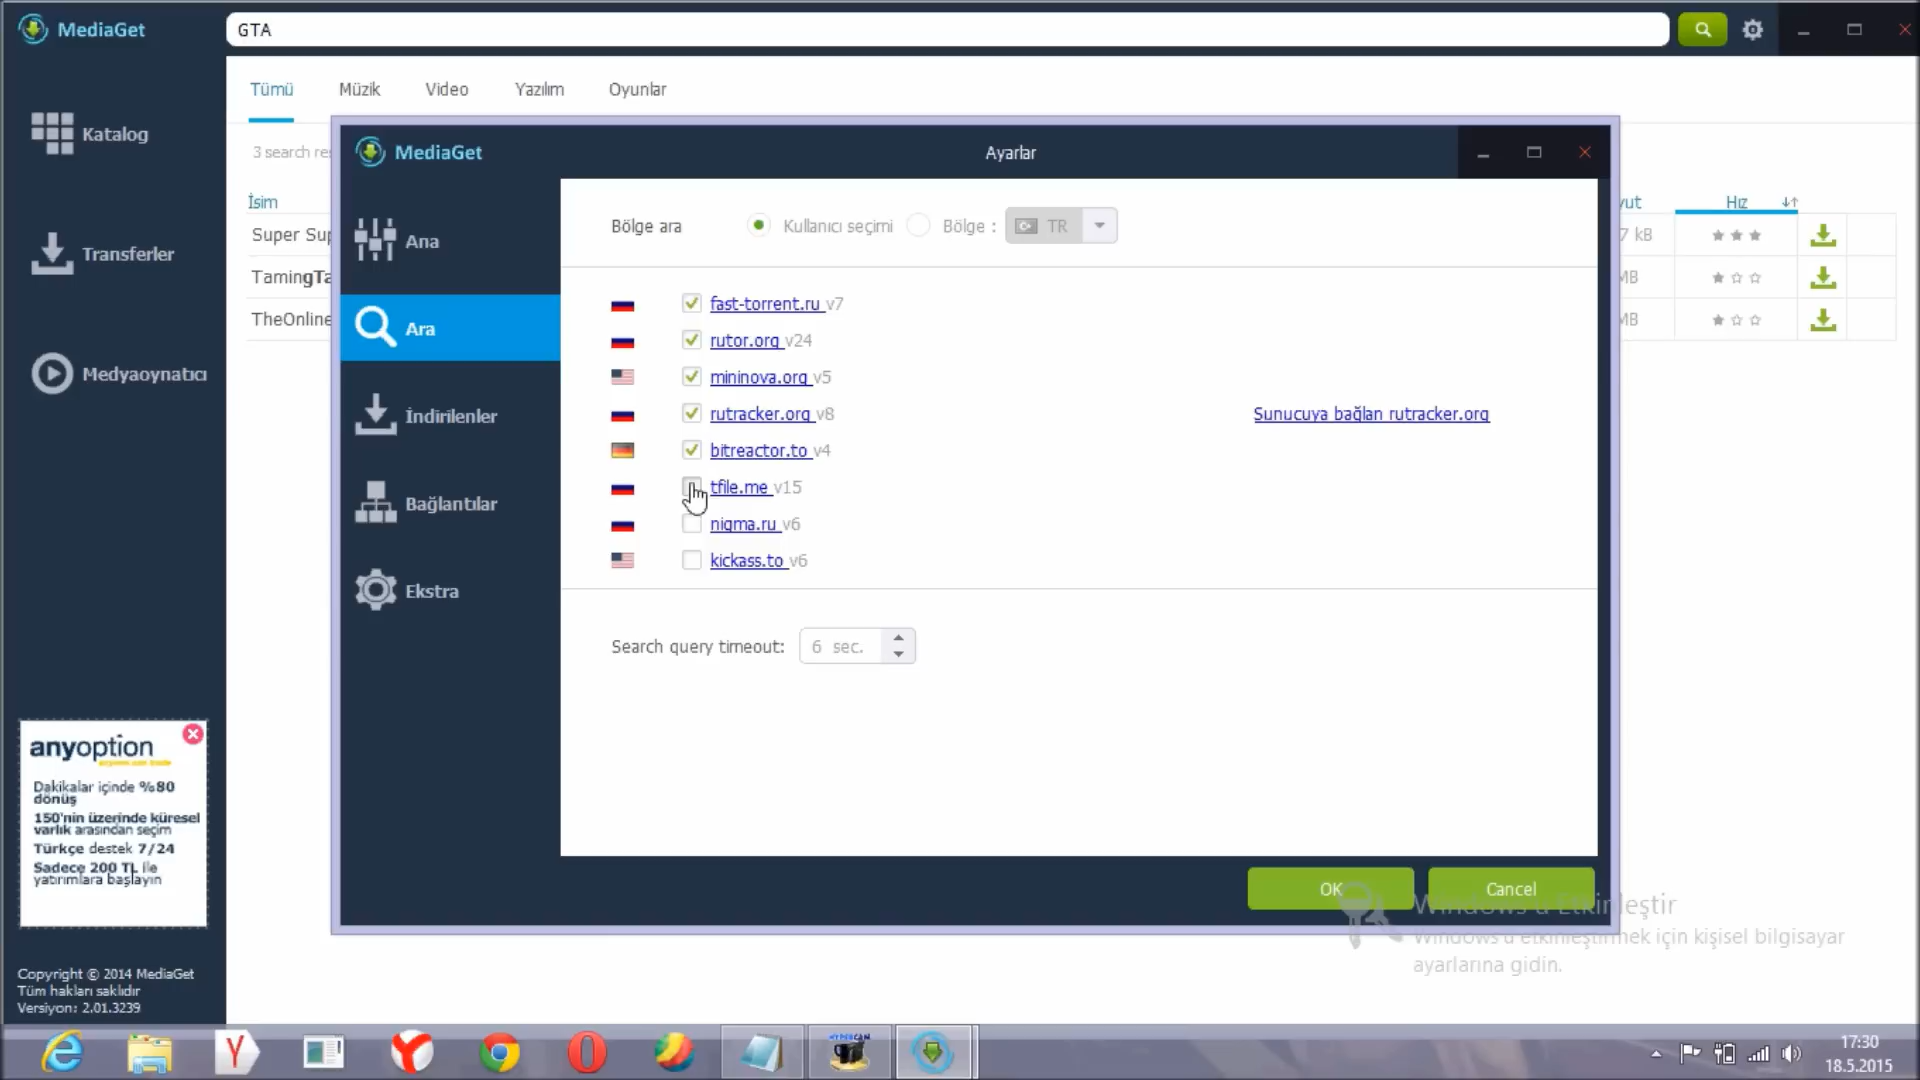 MediaGet
GTA
Katalog
Transferler
Medyaoynatıcı
Tümü Müzik Video Yazılım Oyunlar
3 search
İsim
Hız
Super
7 kB
MB
TheOnline
MB
MediaGet
Ayarlar
Ana
Ara
İndirilenler
Bağlantılar
Ekstra
Bölge ara Kullanıcı seçimi Bölge : TR
fast-torrent.ru v7
rutor.org v24
mininova.org v5
rutracker.org v8 Sunucuya bağlan rutracker.org
bitreactor.to v4
tfile.me v15
nigma.ru v6
kickass.to v6
Search query timeout: 6 sec.
OK Cancel
Windows'u Etkinleştir
Windows'u etkinleştirmek için kişisel bilgisayar
ayarlarına gidin.
anyoption
Dakikalar içinde %80
dönüş
150'nin üzerinde küresel
varlık arasından seçim
Türkçe destek 7/24
Sadece 200 TL ile
yatırımlara başlayın
Copyright © 2014 MediaGet
Tüm hakları saklıdır
Versiyon: 2.01.3239
HYPERCAM
17:30
18.5.2015